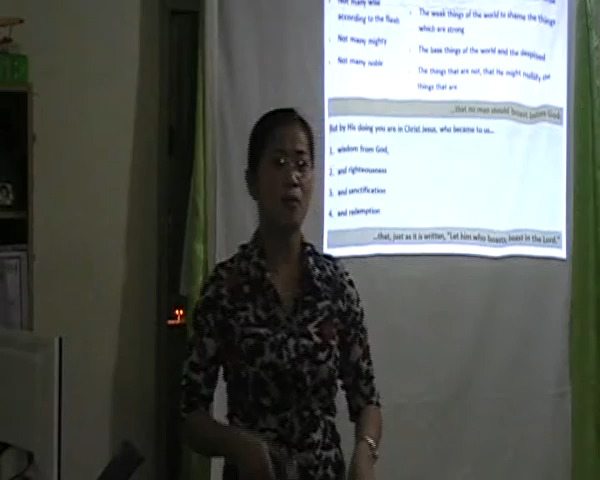 Not many wise
according to the flesh
Not many mighty
Not many noble
The weak things of the world to shame the things
which are strong
The base things of the world and the despised
The things that are not, that He might nullify the
things that are
...that no man should boast before God.
But by His doing you are in Christ Jesus, who became to us...
1. wisdom from God,
2. and righteousness
3. and sanctification
4. and redemption
...that, just as it is written, "Let him who boasts, boast in the Lord."